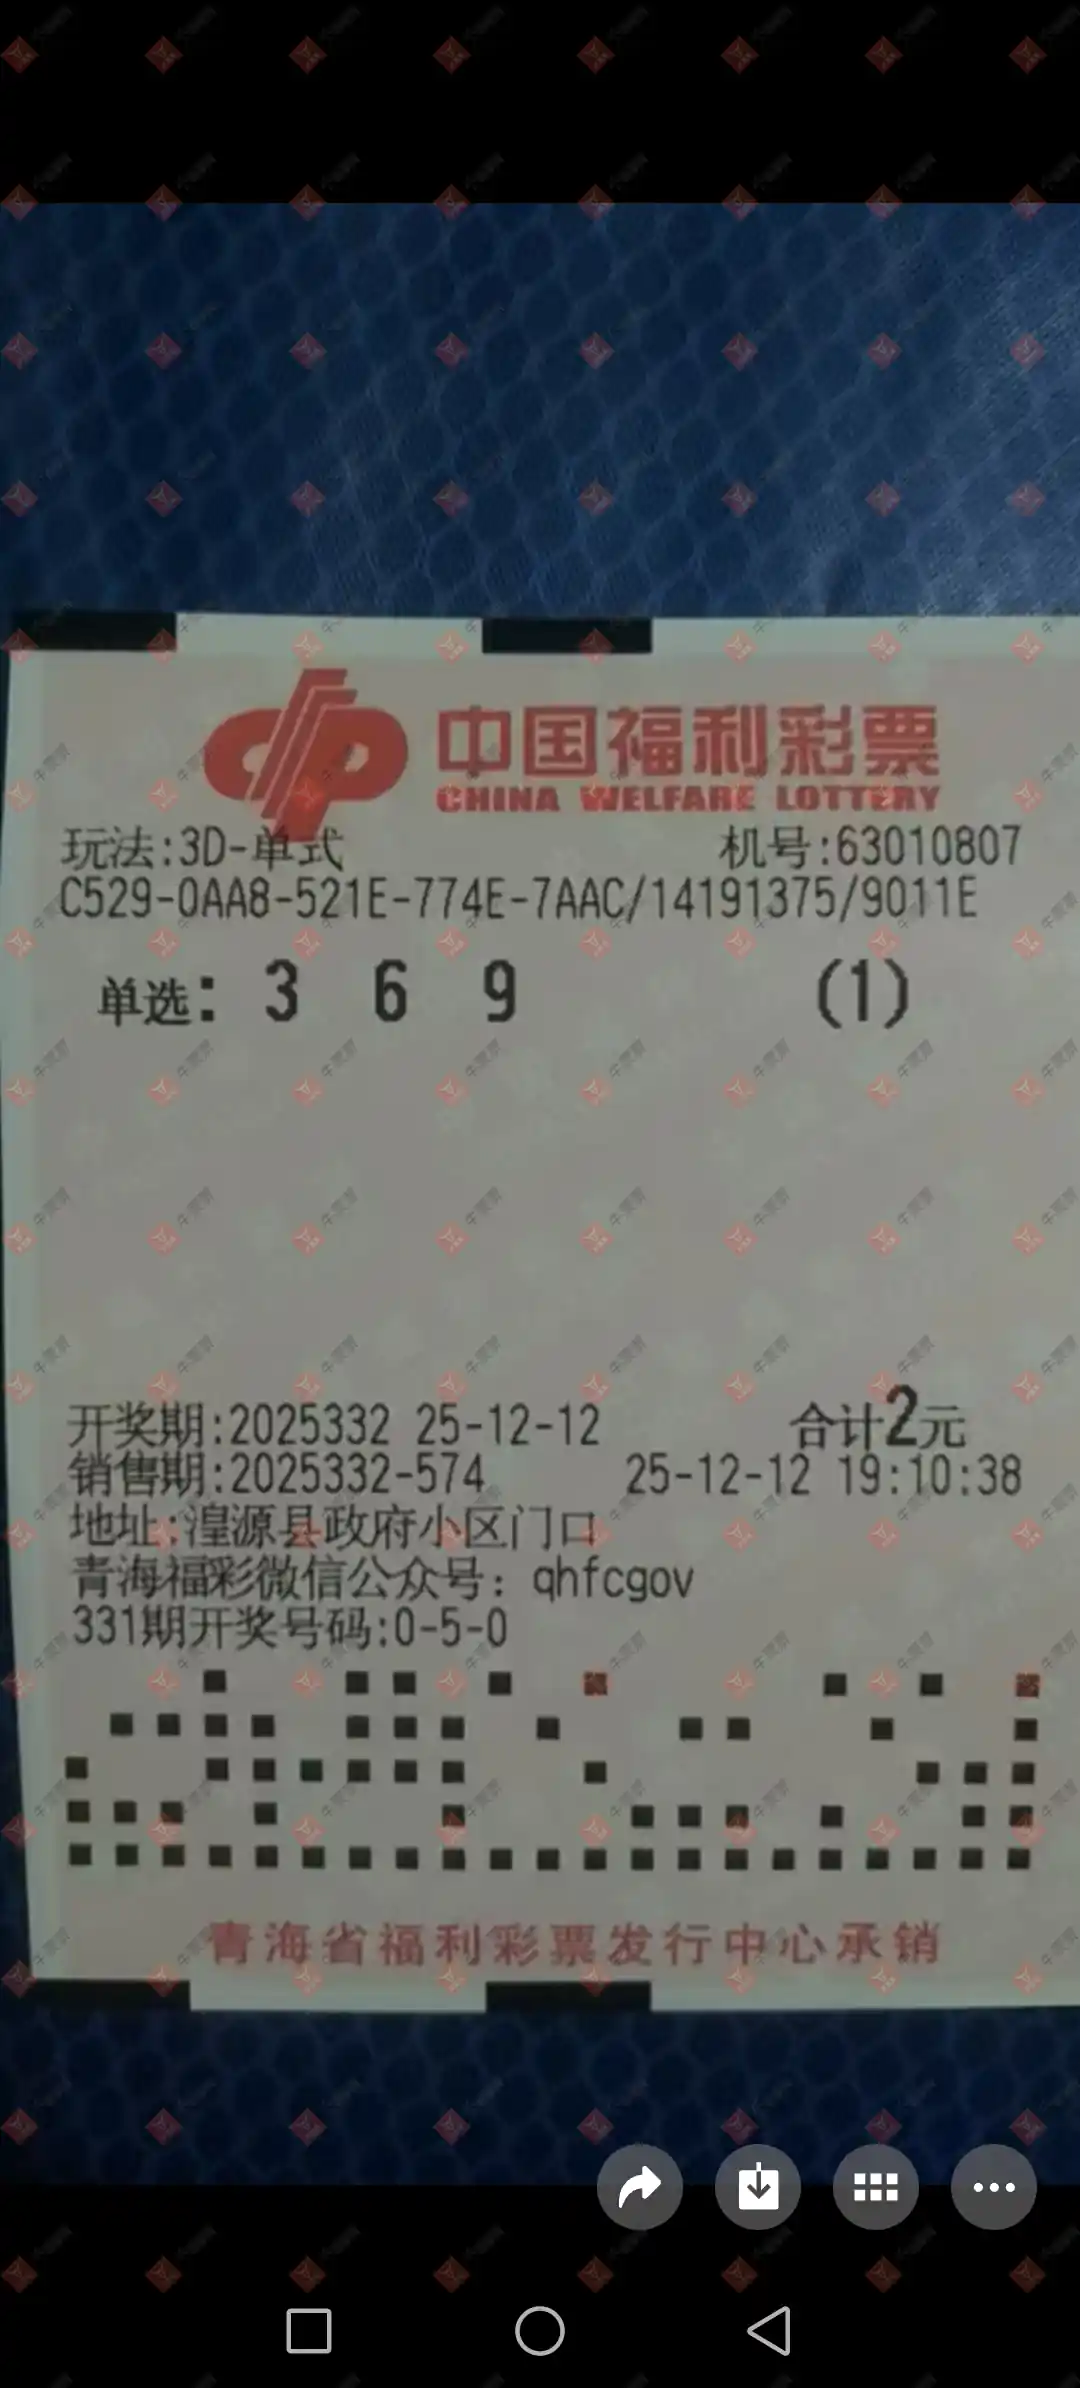 中国福利彩票
CHINA WELFARE LOTTERY
玩法:3D-单式 机号:63010807
C529-0AA8-521E-774E-7AAC/14191375/9011E
单选: 3 6 9 (1)
开奖期:2025332 25-12-12 合计2元
销售期:2025332-574 25-12-12 19:10:38
地址:湟源县政府小区门口
青海福彩微信公众号: qhfcgov
331期开奖号码:0-5-0
青海省福利彩票发行中心承销